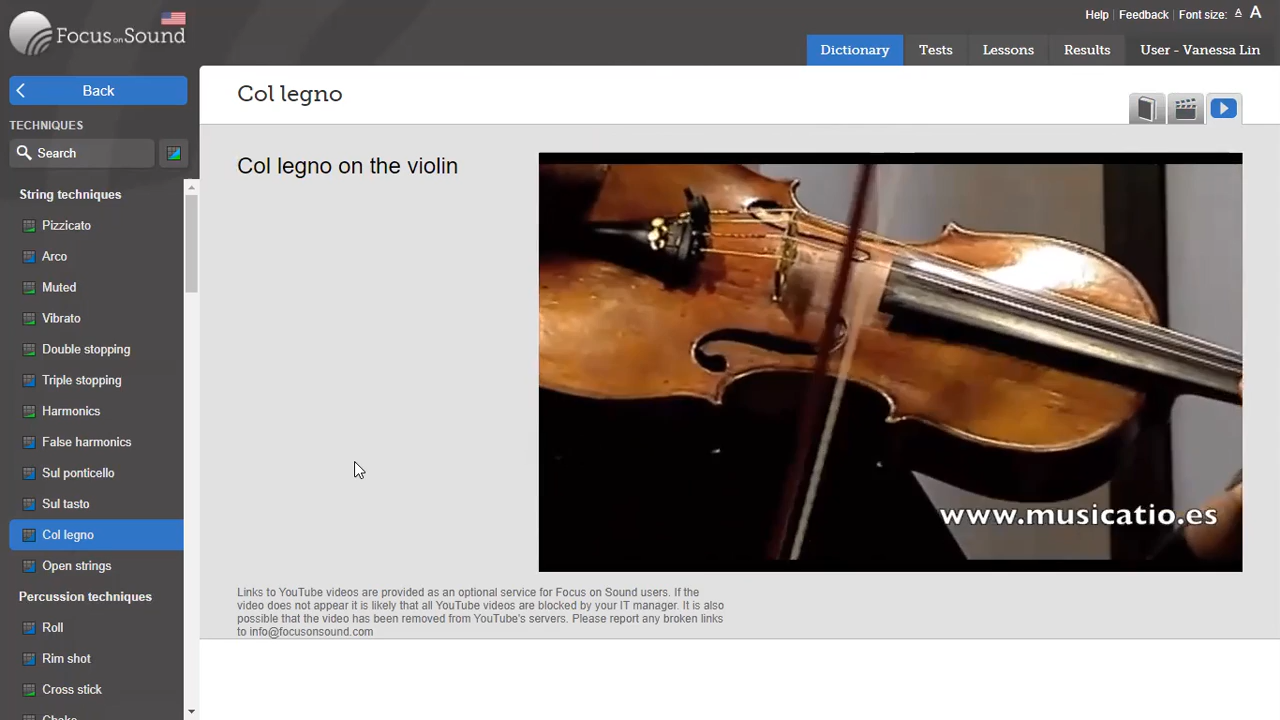 Focus on Sound
Help | Feedback | Font size: A A
Dictionary
Tests
Lessons
Results
User - Vanessa Lin
Back
TECHNIQUES
Search
String techniques
Pizzicato
Arco
Muted
Vibrato
Double stopping
Triple stopping
Harmonics
False harmonics
Sul ponticello
Sul tasto
Col legno
Open strings
Percussion techniques
Roll
Rim shot
Cross stick
Col legno
Col legno on the violin
www.musicatio.es
Links to YouTube videos are provided as an optional service for Focus on Sound users. If the
video does not appear it is likely that all YouTube videos are blocked by your IT manager. It is also
possible that the video has been removed from YouTube's servers. Please report any broken links
to info@focusonsound.com